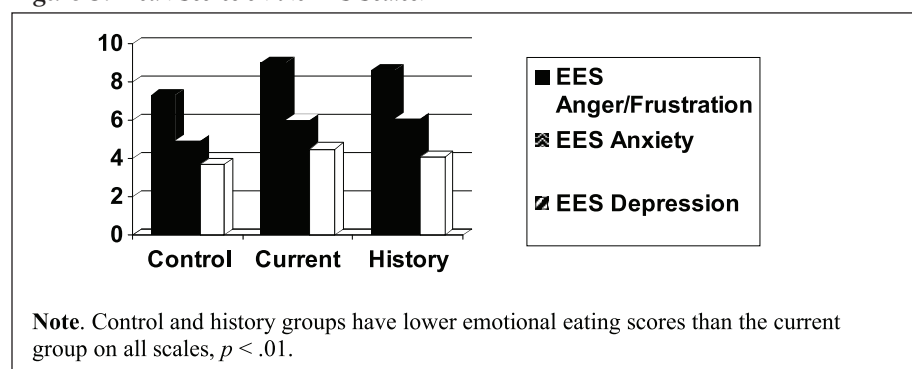 10
8
6
4
2
0
Control Current History
EES
Anger/Frustration
EES Anxiety
EES Depression
Note. Control and history groups have lower emotional eating scores than the current
group on all scales, p < .01.